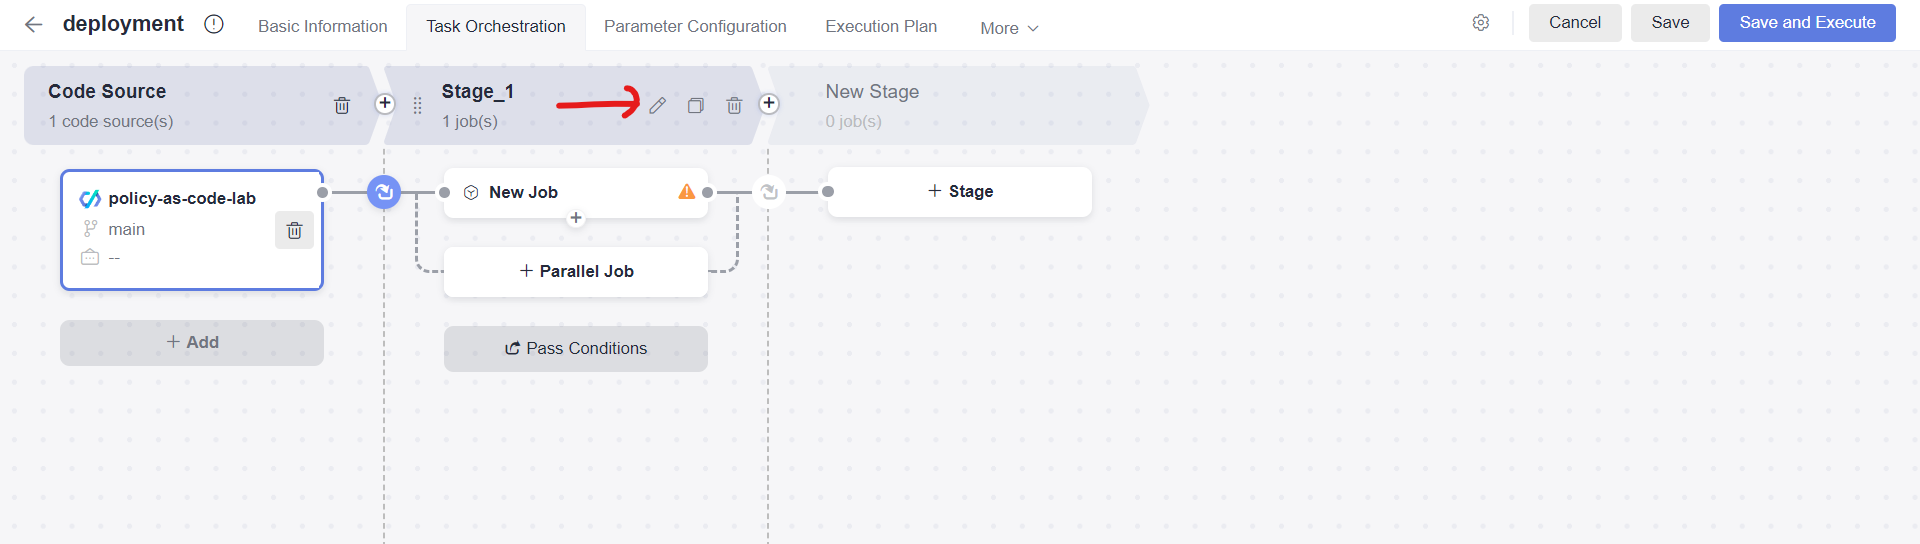 deployment
Basic Information
Task Orchestration
Parameter Configuration
Execution Plan
More
Cancel
Save
Save and Execute
Code Source
1 code source(s)
Stage_1
1 job(s)
New Stage
0 job(s)
policy-as-code-lab
main
--
+ Add
New Job
+ Parallel Job
Pass Conditions
+ Stage